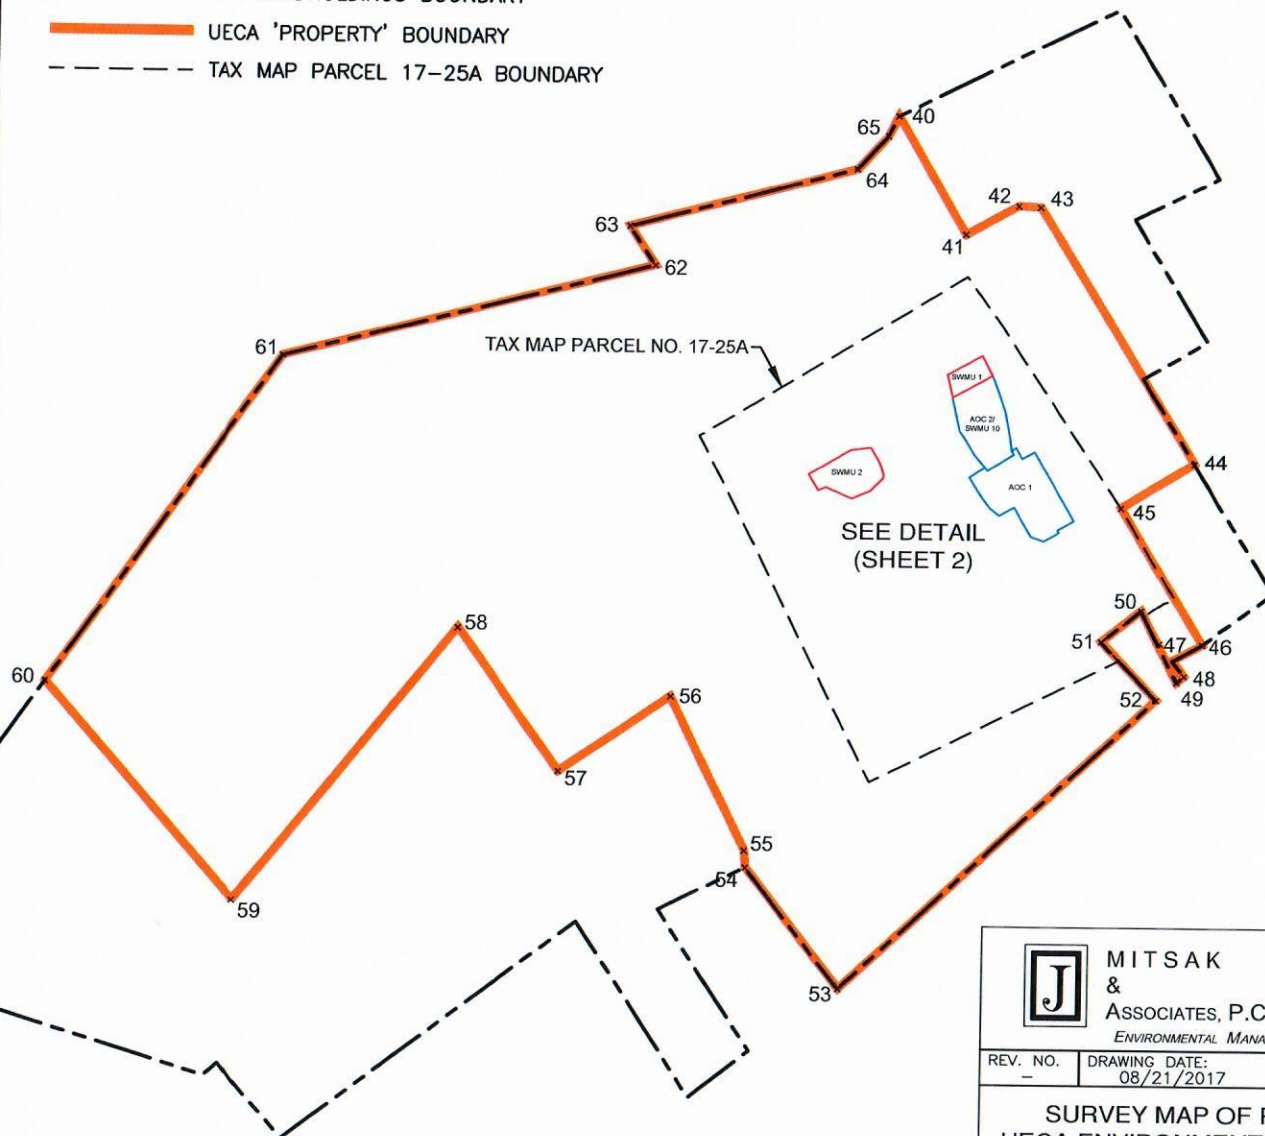 UECA 'PROPERTY' BOUNDARY
TAX MAP PARCEL 17-25A BOUNDARY
40
65
64
42
43
63
41
62
61
TAX MAP PARCEL NO. 17-25A
SWMU 1
AOC 2/
SWMU 10
44
SWMU 2
AOC 1
45
SEE DETAIL
(SHEET 2)
50
58
51
47
46
60
48
52
49
56
57
55
54
59
53
J
MITSAK
&
ASSOCIATES, P.C
ENVIRONMENTAL MANA
REV. NO.
DRAWING DATE:
–
08/21/2017
SURVEY MAP OF